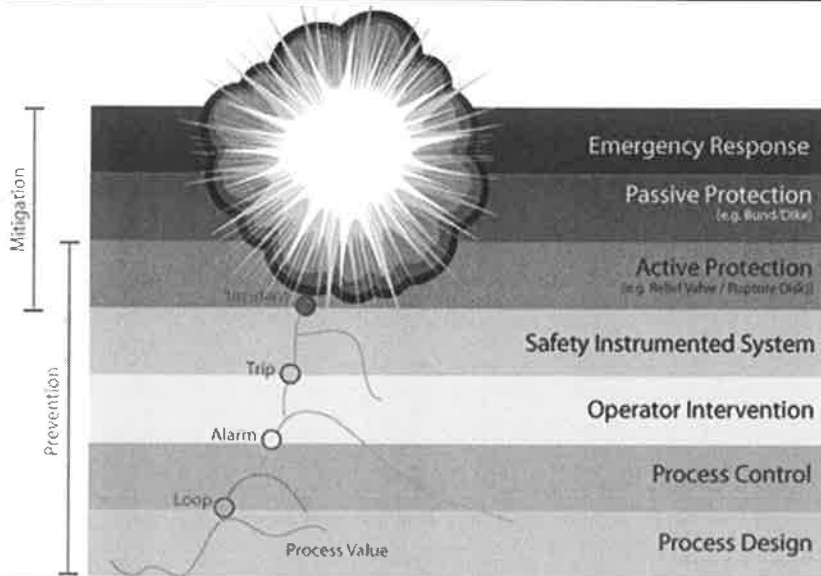 Emergency Response
Passive Protection
(e.g. Bund/Dike)
Active Protection
(e.g. Relief Valve / Rupture Disk))
Incident
Safety Instrumented System
Trip
Operator Intervention
Alarm
Process Control
Loop
Process Value
Process Design
Mitigation
Prevention